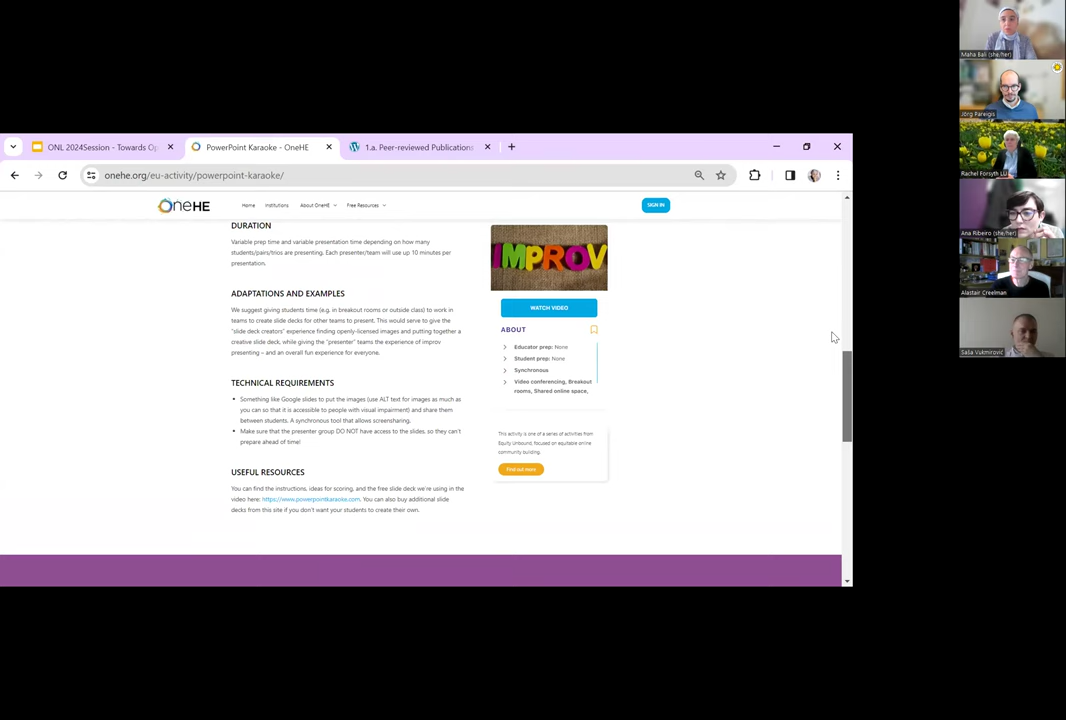 ONL 2024Session - Towards Op
PowerPoint Karaoke - OneHE
1.a. Peer-reviewed Publications
onehe.org/eu-activity/powerpoint-karaoke/
OneHE
Home
Institutions
About OneHE
Free Resources
SIGN IN
DURATION
Variable prep time and variable presentation time depending on how many
students/pairs/trios are presenting. Each presenter/team will use up 10 minutes per
presentation.
ADAPTATIONS AND EXAMPLES
We suggest giving students time (e.g. in breakout rooms or outside class) to work in
teams to create slide decks for other teams to present. This would serve to give the
"slide deck creators" experience finding openly-licensed images and putting together a
creative slide deck, while giving the "presenter" teams the experience of improv
presenting – and an overall fun experience for everyone.
TECHNICAL REQUIREMENTS
Something like Google slides to put the images (use ALT text for images as much as
you can so that it is accessible to people with visual impairment) and share them
between students. A synchronous tool that allows screensharing.
Make sure that the presenter group DO NOT have access to the slides, so they can't
prepare ahead of time!
USEFUL RESOURCES
You can find the instructions, ideas for scoring, and the free slide deck we're using in the
video here: https://www.powerpointkaraoke.com. You can also buy additional slide
decks from this site if you don't want your students to create their own.
IMPROV
WATCH VIDEO
ABOUT
Educator prep: None
Student prep: None
Synchronous
Video conferencing, Breakout
rooms, Shared online space,
This activity is one of a series of activities from
Equity Unbound, focused on equitable online
community building.
Find out more
Maha Bali (she/her)
Jörg Pareigis
Rachel Forsyth LU
Ana Ribeiro (she/her)
Alastair Creelman
Saša Vukmirović